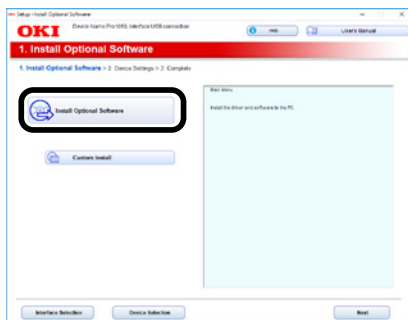 Setup - Install Optional Software
OKI
Device Name Pro1050, Interface USB connection
Help
User's Manual
1. Install Optional Software
1. Install Optional Software > 2. Device Settings > 3. Complete
Install Optional Software
Custom Install
Main Menu
Install the driver and software to the PC.
Interface Selection
Device Selection
Next